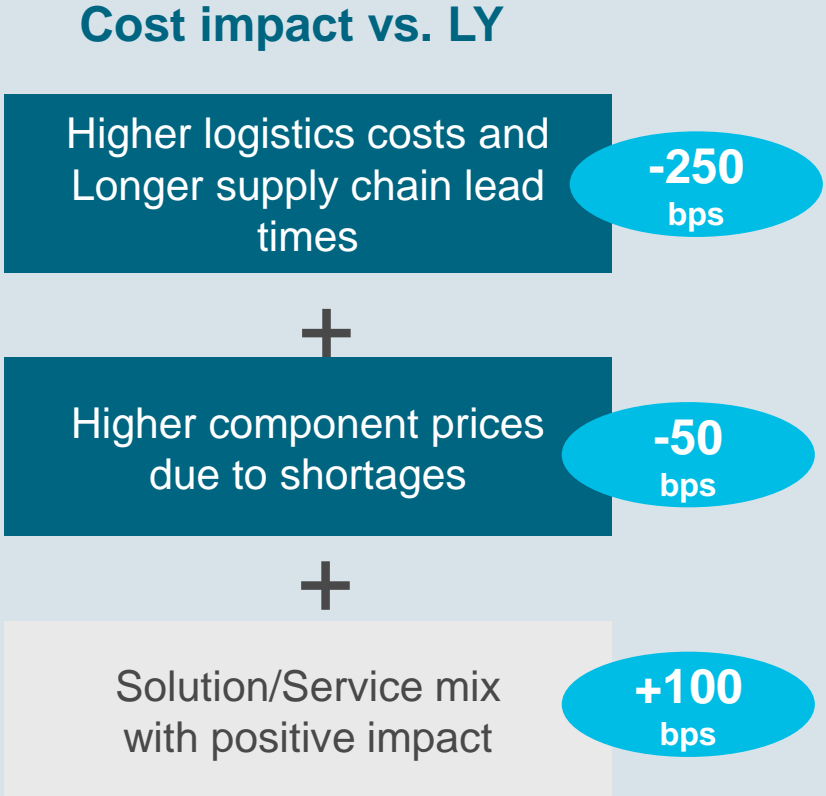 Cost impact vs. LY
Higher logistics costs and
Longer supply chain lead
times
-250
bps
+
Higher component prices
due to shortages
-50
bps
+
Solution/Service mix
with positive impact
+100
bps